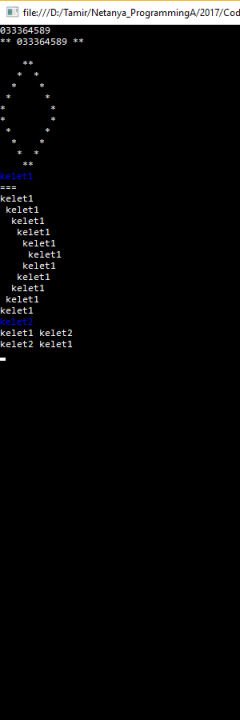 file:///D:/Tamir/Netanya_ProgrammingA/2017/Cod
033364589
** 033364589 **
    **
   *  *
  *    *
 *      *
*        *
*        *
 *      *
  *    *
   *  *
    **
kelet1
===
kelet1
 kelet1
  kelet1
   kelet1
    kelet1
     kelet1
    kelet1
   kelet1
  kelet1
 kelet1
kelet1
kelet2
kelet1 kelet2
kelet2 kelet1